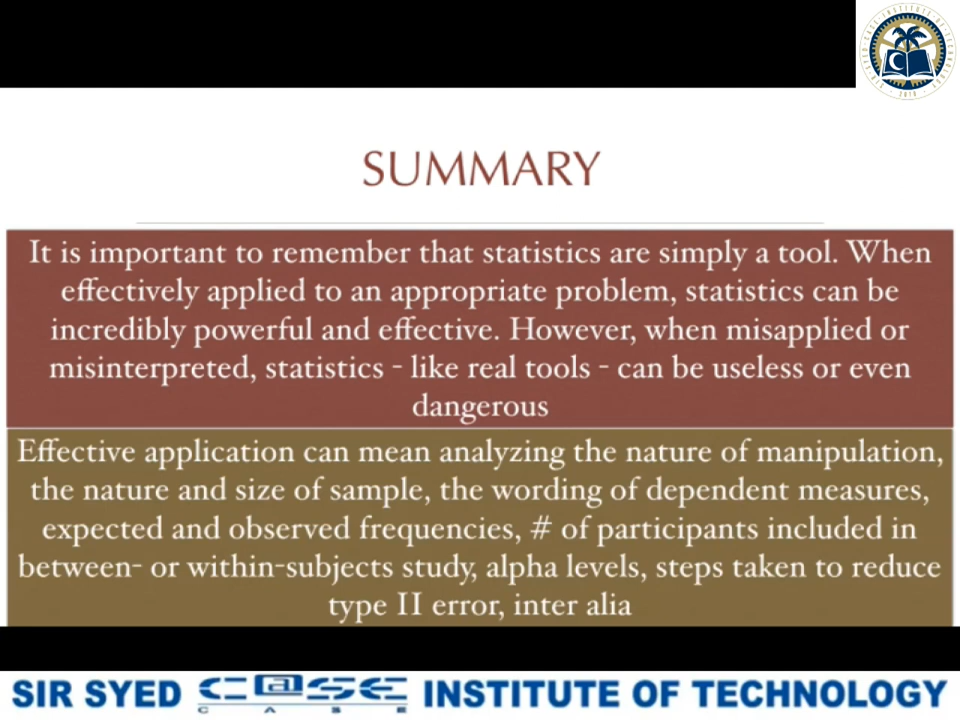 SUMMARY
It is important to remember that statistics are simply a tool. When
effectively applied to an appropriate problem, statistics can be
incredibly powerful and effective. However, when misapplied or
misinterpreted, statistics - like real tools - can be useless or even
dangerous
Effective application can mean analyzing the nature of manipulation,
the nature and size of sample, the wording of dependent measures,
expected and observed frequencies, # of participants included in
between- or within-subjects study, alpha levels, steps taken to reduce
type II error, inter alia
SIR SYED C@SE INSTITUTE OF TECHNOLOGY
C A S E